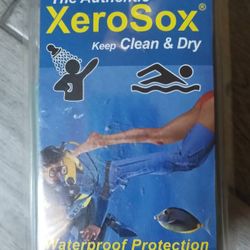 The Authentic
XeroSox®
Keep Clean & Dry
Waterproof Protection